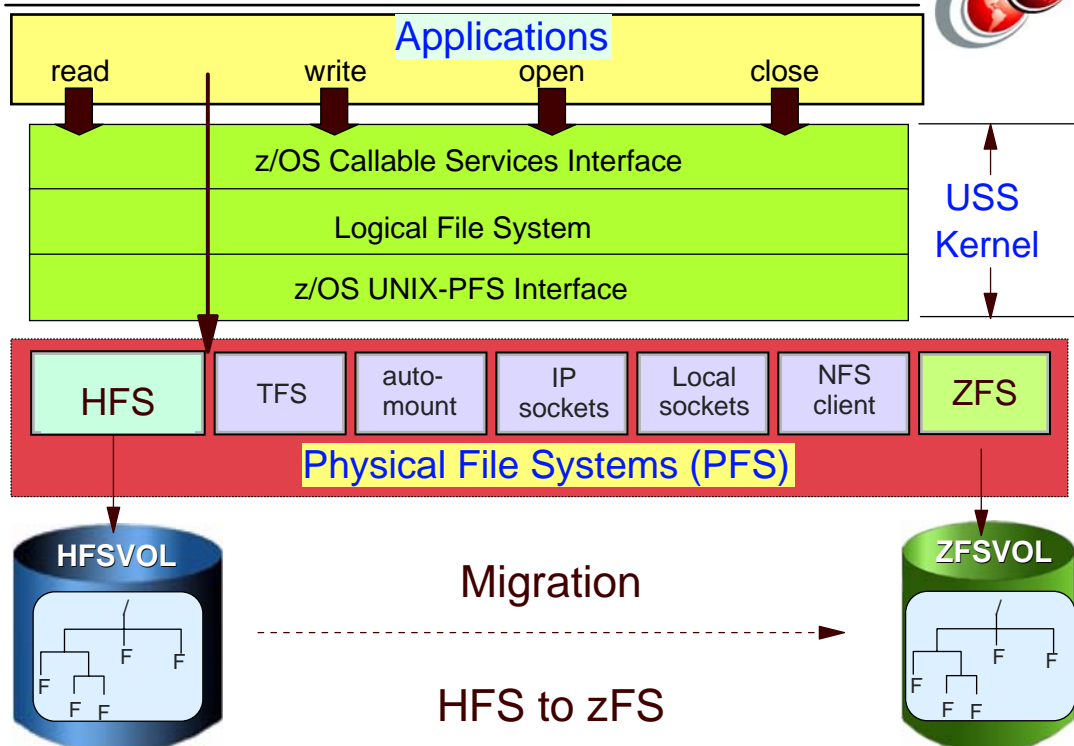 Applications
read write open close
z/OS Callable Services Interface
Logical File System
z/OS UNIX-PFS Interface
USS
Kernel
HFS
TFS
auto-
mount
IP
sockets
Local
sockets
NFS
client
ZFS
Physical File Systems (PFS)
HFSVOL
F
F
F
F F
Migration
HFS to zFS
ZFSVOL
F
F
F
F F